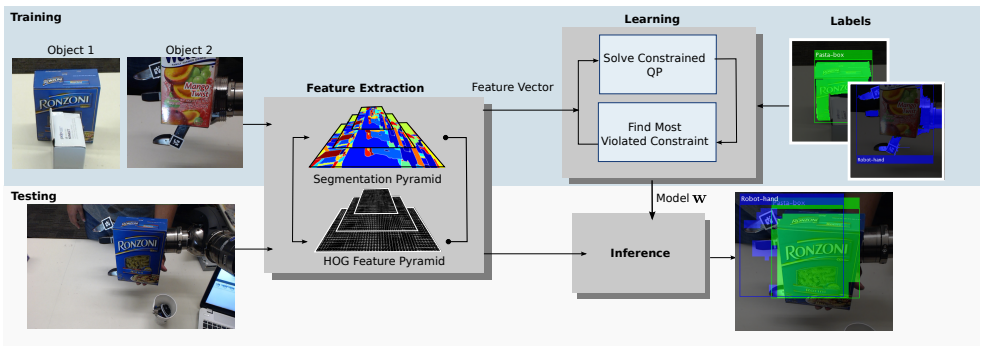 Training
Learning
Labels
Object 1
Object 2
RONZONI
Mango
Twist
Feature Extraction
Segmentation Pyramid
HOG Feature Pyramid
Feature Vector
Solve Constrained
QP
Find Most
Violated Constraint
Pasta-box
Robot-hand
Testing
RONZONI
Model W
Inference
Robot-hand
Pasta-box
RONZONI